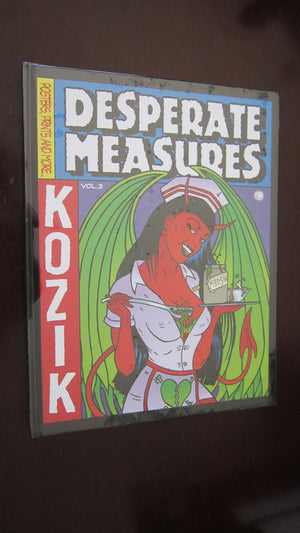 POSTERS, PRINTS AND MORE...
DESPERATE
MEASURES
VOL.3
KOZIK